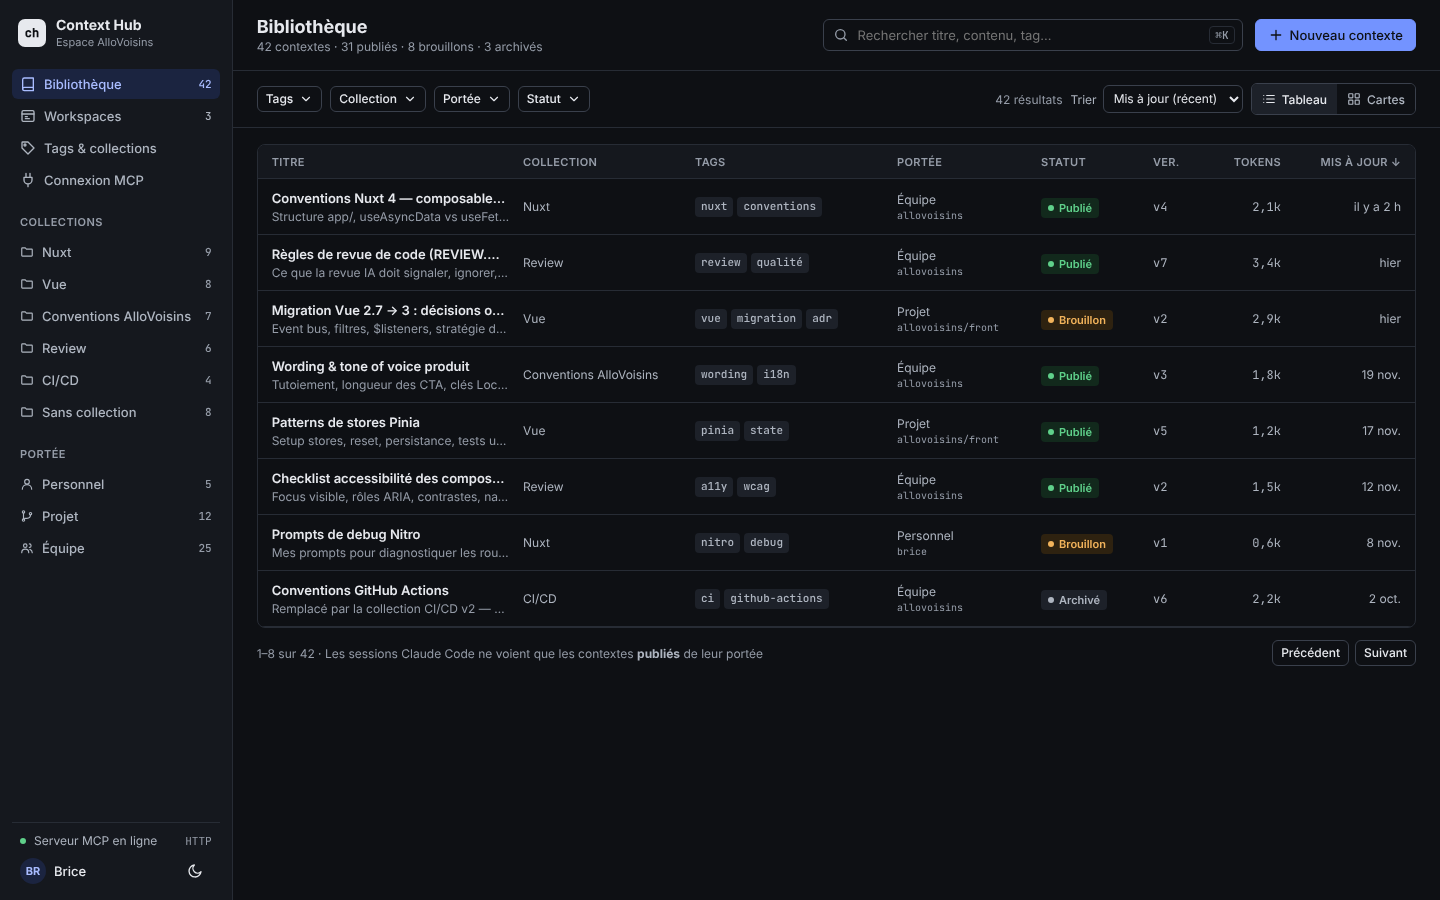 ch
Context Hub
Espace AlloVoisins
Bibliothèque 42
Workspaces 3
Tags & collections
Connexion MCP
COLLECTIONS
Nuxt 9
Vue 8
Conventions AlloVoisins 7
Review 6
CI/CD 4
Sans collection 8
PORTÉE
Personnel 5
Projet 12
Équipe 25
Serveur MCP en ligne HTTP
BR Brice
Bibliothèque
42 contextes · 31 publiés · 8 brouillons · 3 archivés
Rechercher titre, contenu, tag... ⌘K
Nouveau contexte
Tags Collection Portée Statut
42 résultats Trier Mis à jour (récent) Tableau Cartes
TITRE COLLECTION TAGS PORTÉE STATUT VER. TOKENS MIS À JOUR ↓
Conventions Nuxt 4 — composable...
Structure app/, useAsyncData vs useFet...
Nuxt nuxt conventions
Équipe
allovoisins
Publié v4 2,1k il y a 2 h
Règles de revue de code (REVIEW....
Ce que la revue IA doit signaler, ignorer,...
Review review qualité
Équipe
allovoisins
Publié v7 3,4k hier
Migration Vue 2.7 → 3 : décisions o...
Event bus, filtres, $listeners, stratégie d...
Vue vue migration adr
Projet
allovoisins/front
Brouillon v2 2,9k hier
Wording & tone of voice produit
Tutoiement, longueur des CTA, clés Loc...
Conventions AlloVoisins wording i18n
Équipe
allovoisins
Publié v3 1,8k 19 nov.
Patterns de stores Pinia
Setup stores, reset, persistance, tests u...
Vue pinia state
Projet
allovoisins/front
Publié v5 1,2k 17 nov.
Checklist accessibilité des compos...
Focus visible, rôles ARIA, contrastes, na...
Review a11y wcag
Équipe
allovoisins
Publié v2 1,5k 12 nov.
Prompts de debug Nitro
Mes prompts pour diagnostiquer les rou...
Nuxt nitro debug
Personnel
brice
Brouillon v1 0,6k 8 nov.
Conventions GitHub Actions
Remplacé par la collection CI/CD v2 — ...
CI/CD ci github-actions
Équipe
allovoisins
Archivé v6 2,2k 2 oct.
1–8 sur 42 · Les sessions Claude Code ne voient que les contextes publiés de leur portée
Précédent Suivant